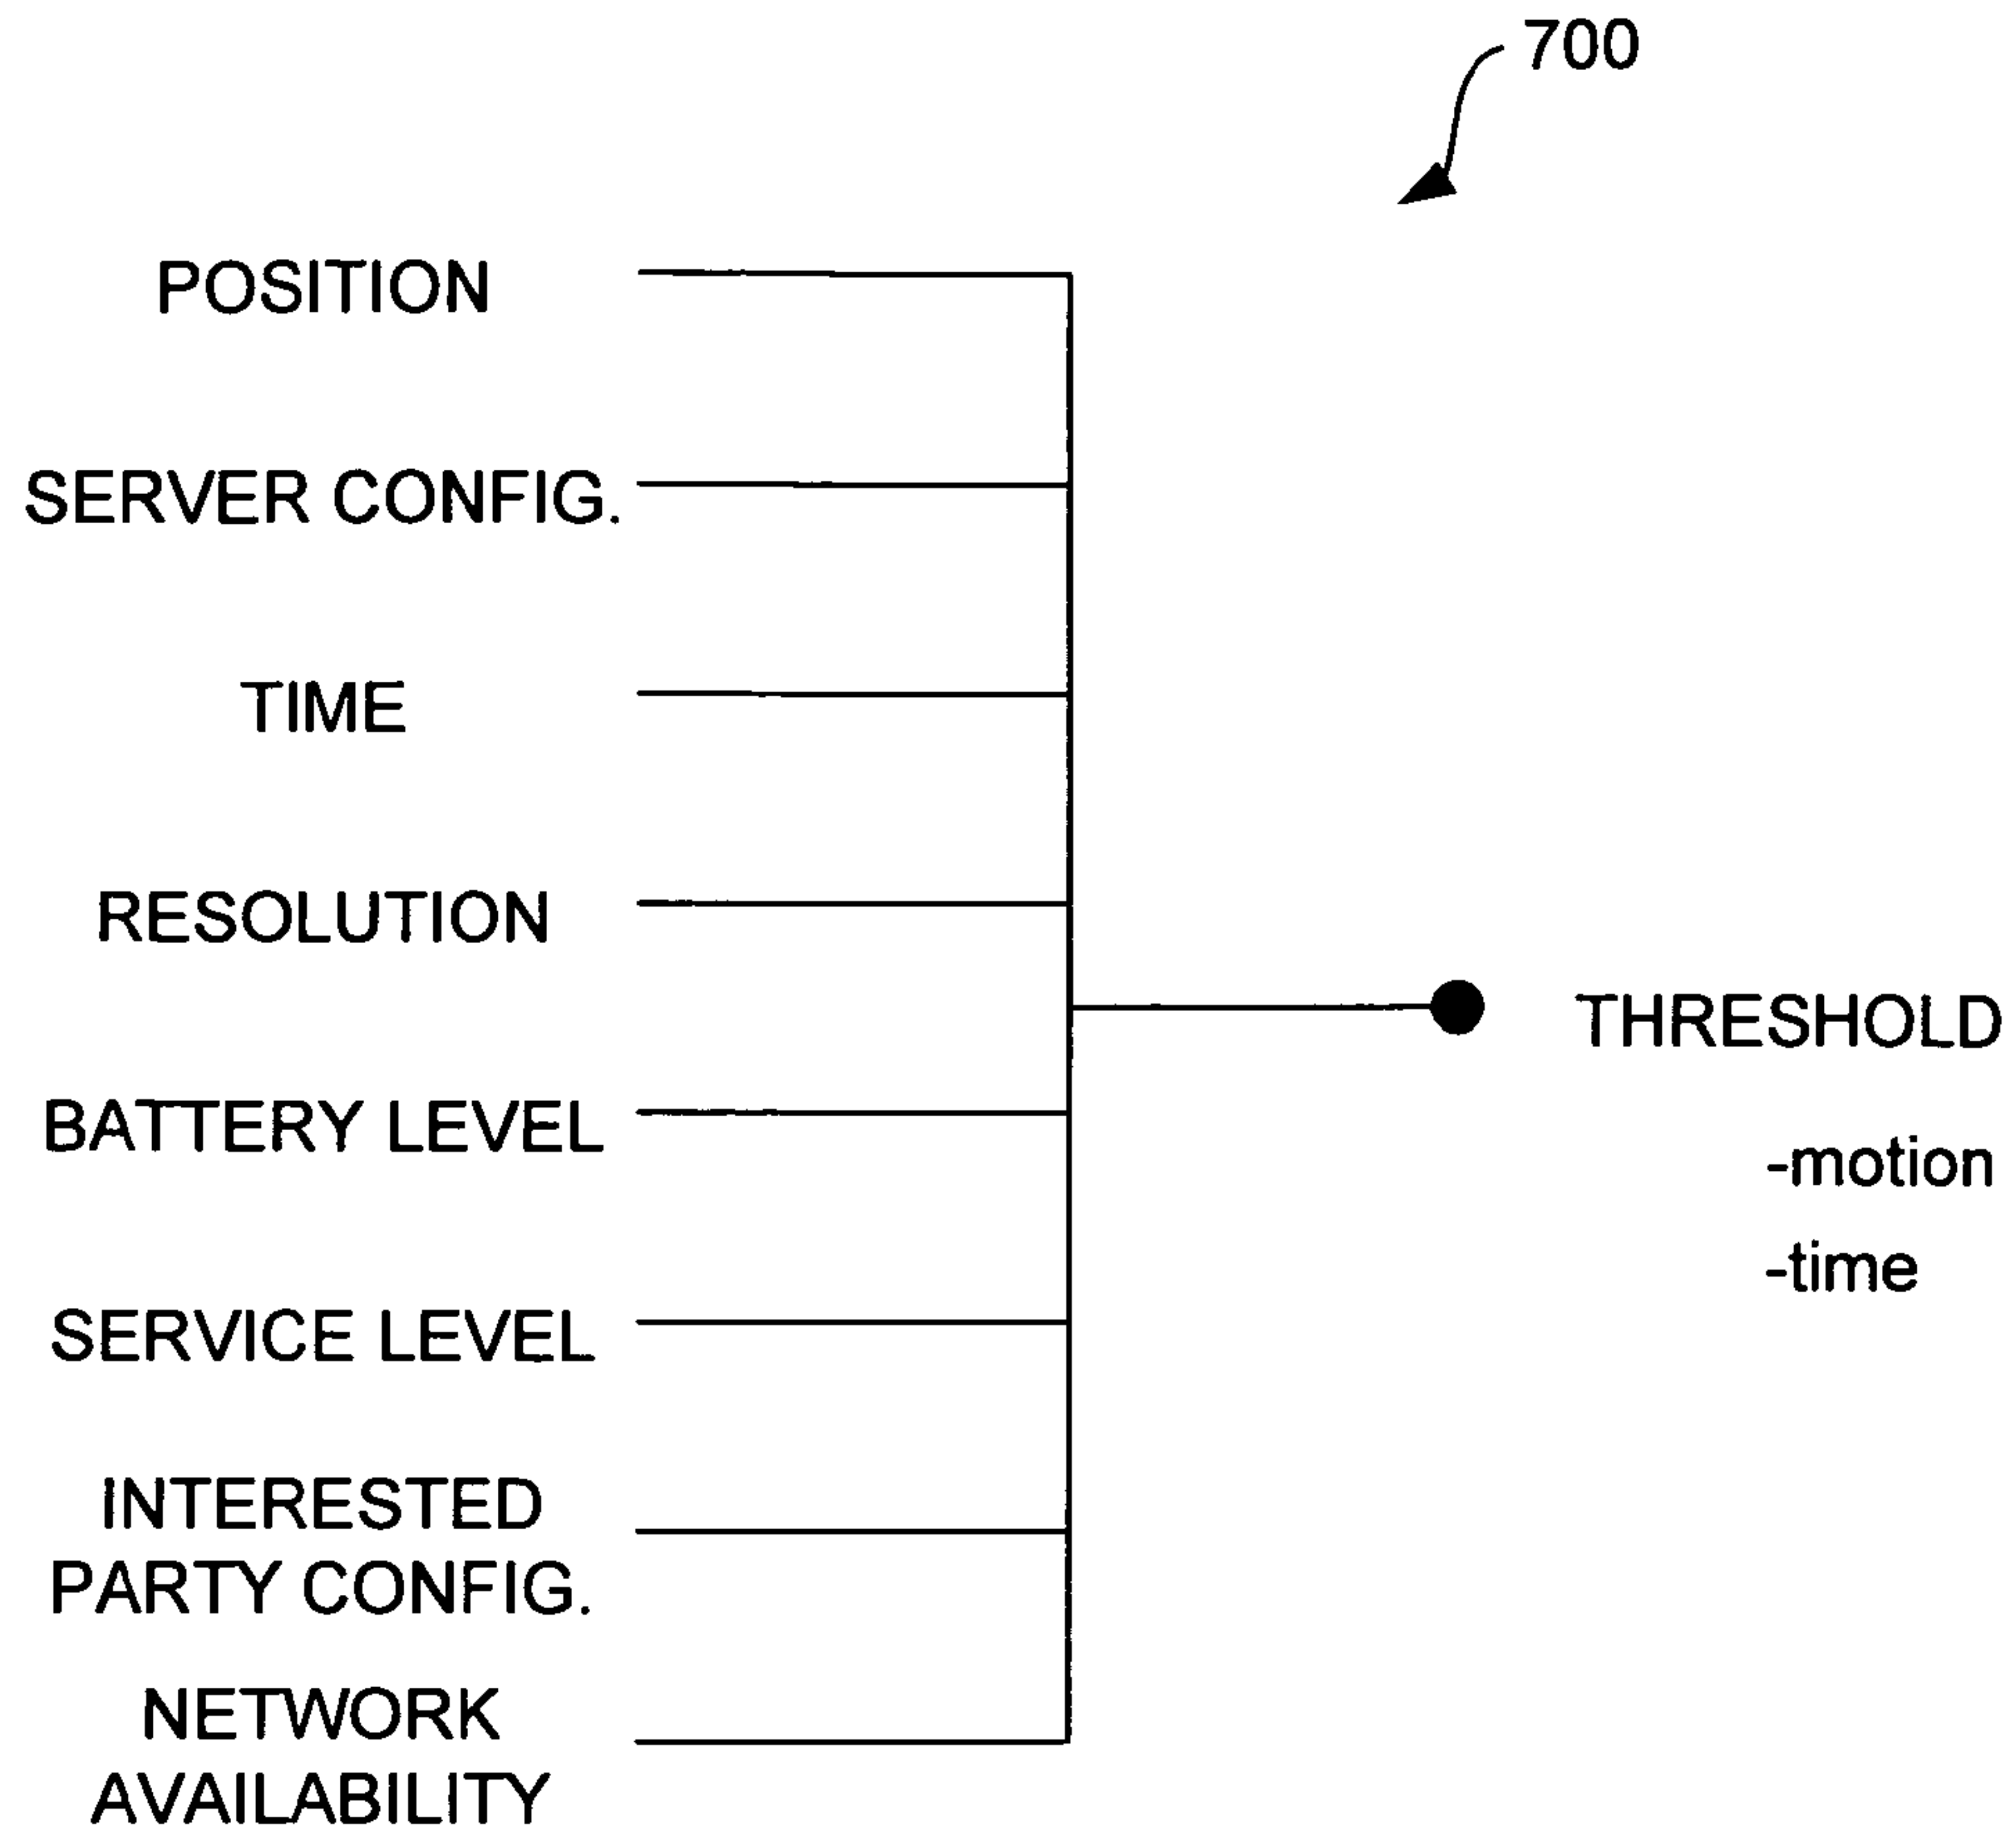 700
POSITION
SERVER CONFIG.
TIME
RESOLUTION
THRESHOLD
-motion
-time
BATTERY LEVEL
SERVICE LEVEL
INTERESTED
PARTY CONFIG.
NETWORK
AVAILABILITY